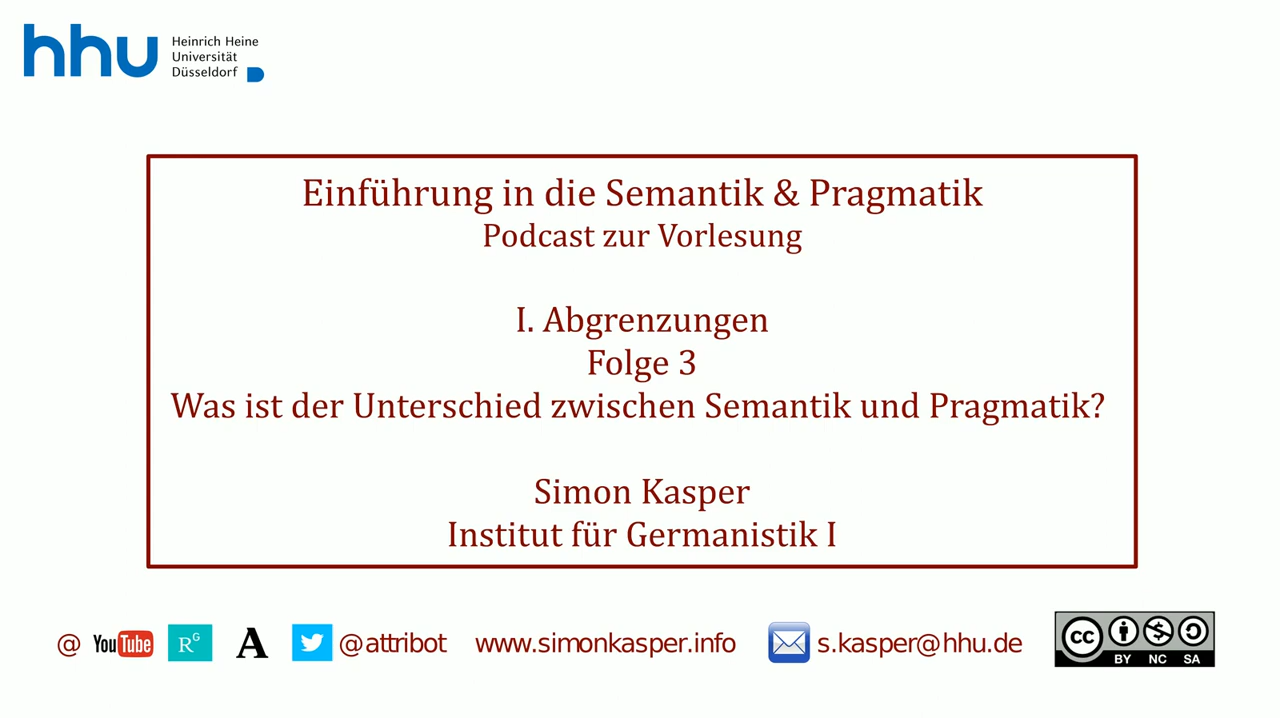 hhu Heinrich Heine
Universität
Düsseldorf
Einführung in die Semantik & Pragmatik
Podcast zur Vorlesung
I. Abgrenzungen
Folge 3
Was ist der Unterschied zwischen Semantik und Pragmatik?
Simon Kasper
Institut für Germanistik I
@ YouTube RG A @attribot www.simonkasper.info s.kasper@hhu.de
cc BY NC SA